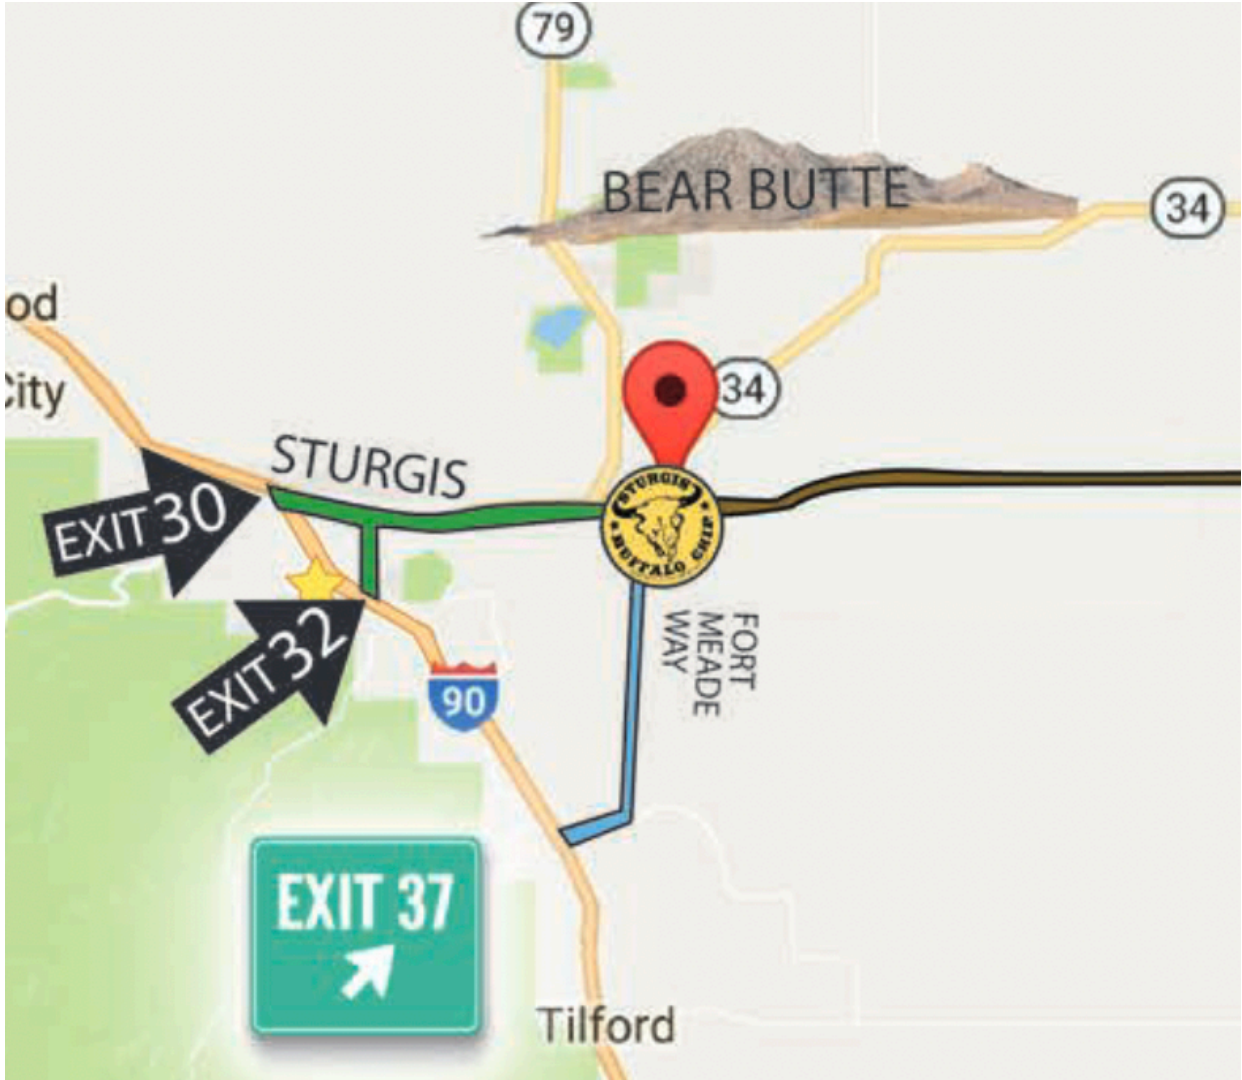 79
BEAR BUTTE
34
od
City
34
STURGIS
EXIT 30
STURGIS
BUFFALO CHIP
EXIT 32
FORT
MEADE
WAY
90
EXIT 37
Tilford